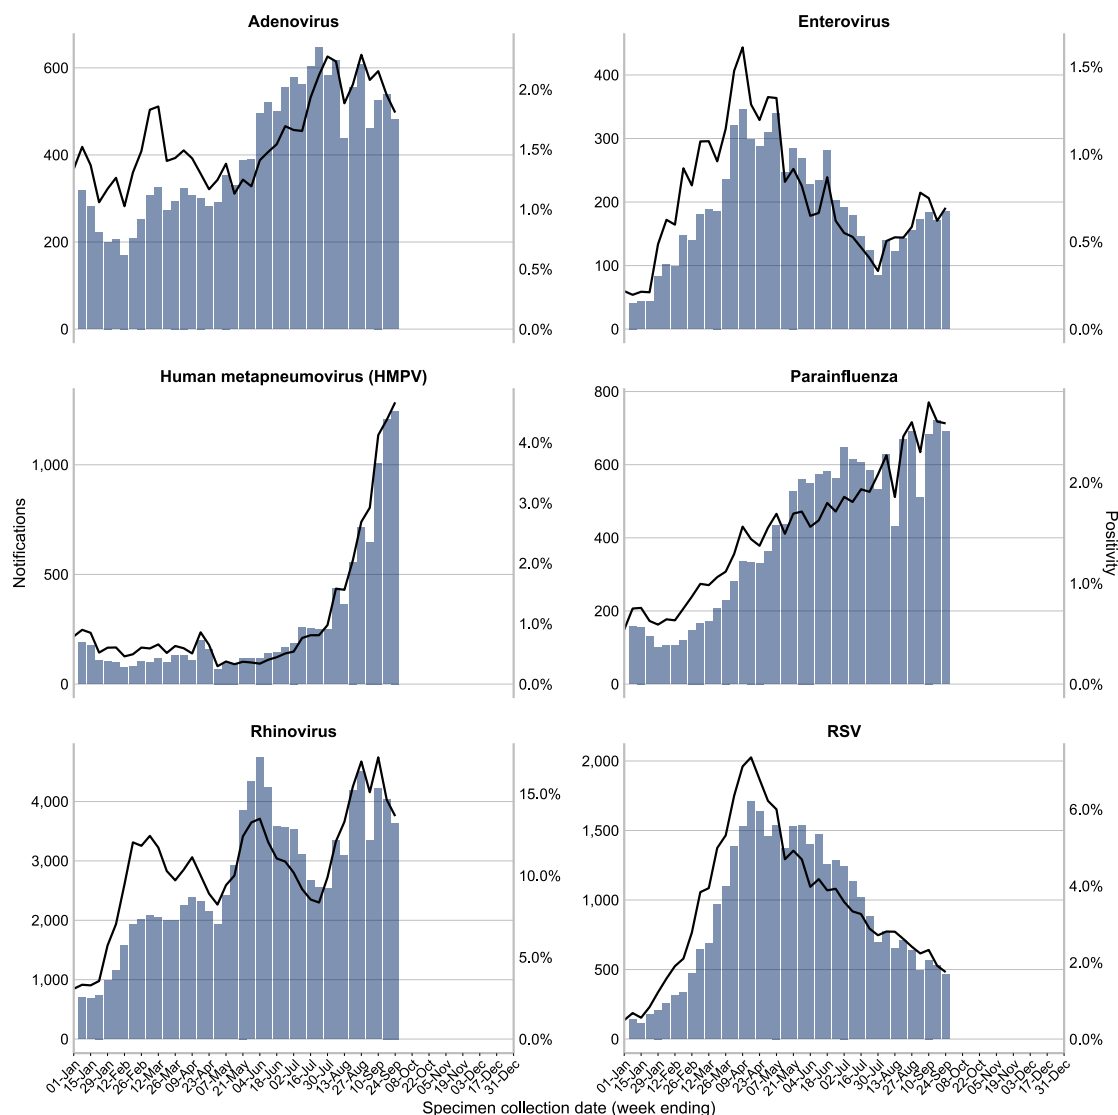 Adenovirus
Enterovirus
600
400
200
0
2.0%
1.5%
1.0%
0.5%
0.0%
400
300
200
100
0
1.5%
1.0%
0.5%
0.0%
Human metapneumovirus (HMPV)
Parainfluenza
Notifications
1,000
500
0
4.0%
3.0%
2.0%
1.0%
0.0%
800
600
400
200
0
2.0%
1.0%
0.0%
Positivity
Rhinovirus
RSV
4,000
3,000
2,000
1,000
0
15.0%
10.0%
5.0%
0.0%
2,000
1,500
1,000
500
0
6.0%
4.0%
2.0%
0.0%
01-Jan
15-Jan
29-Jan
12-Feb
26-Feb
12-Mar
26-Mar
09-Apr
23-Apr
07-May
21-May
04-Jun
18-Jun
02-Jul
16-Jul
30-Jul
13-Aug
27-Aug
10-Sep
24-Sep
08-Oct
22-Oct
05-Nov
19-Nov
03-Dec
17-Dec
31-Dec
01-Jan
15-Jan
29-Jan
12-Feb
26-Feb
12-Mar
26-Mar
09-Apr
23-Apr
07-May
21-May
04-Jun
18-Jun
02-Jul
16-Jul
30-Jul
13-Aug
27-Aug
10-Sep
24-Sep
08-Oct
22-Oct
05-Nov
19-Nov
03-Dec
17-Dec
31-Dec
Specimen collection date (week ending)